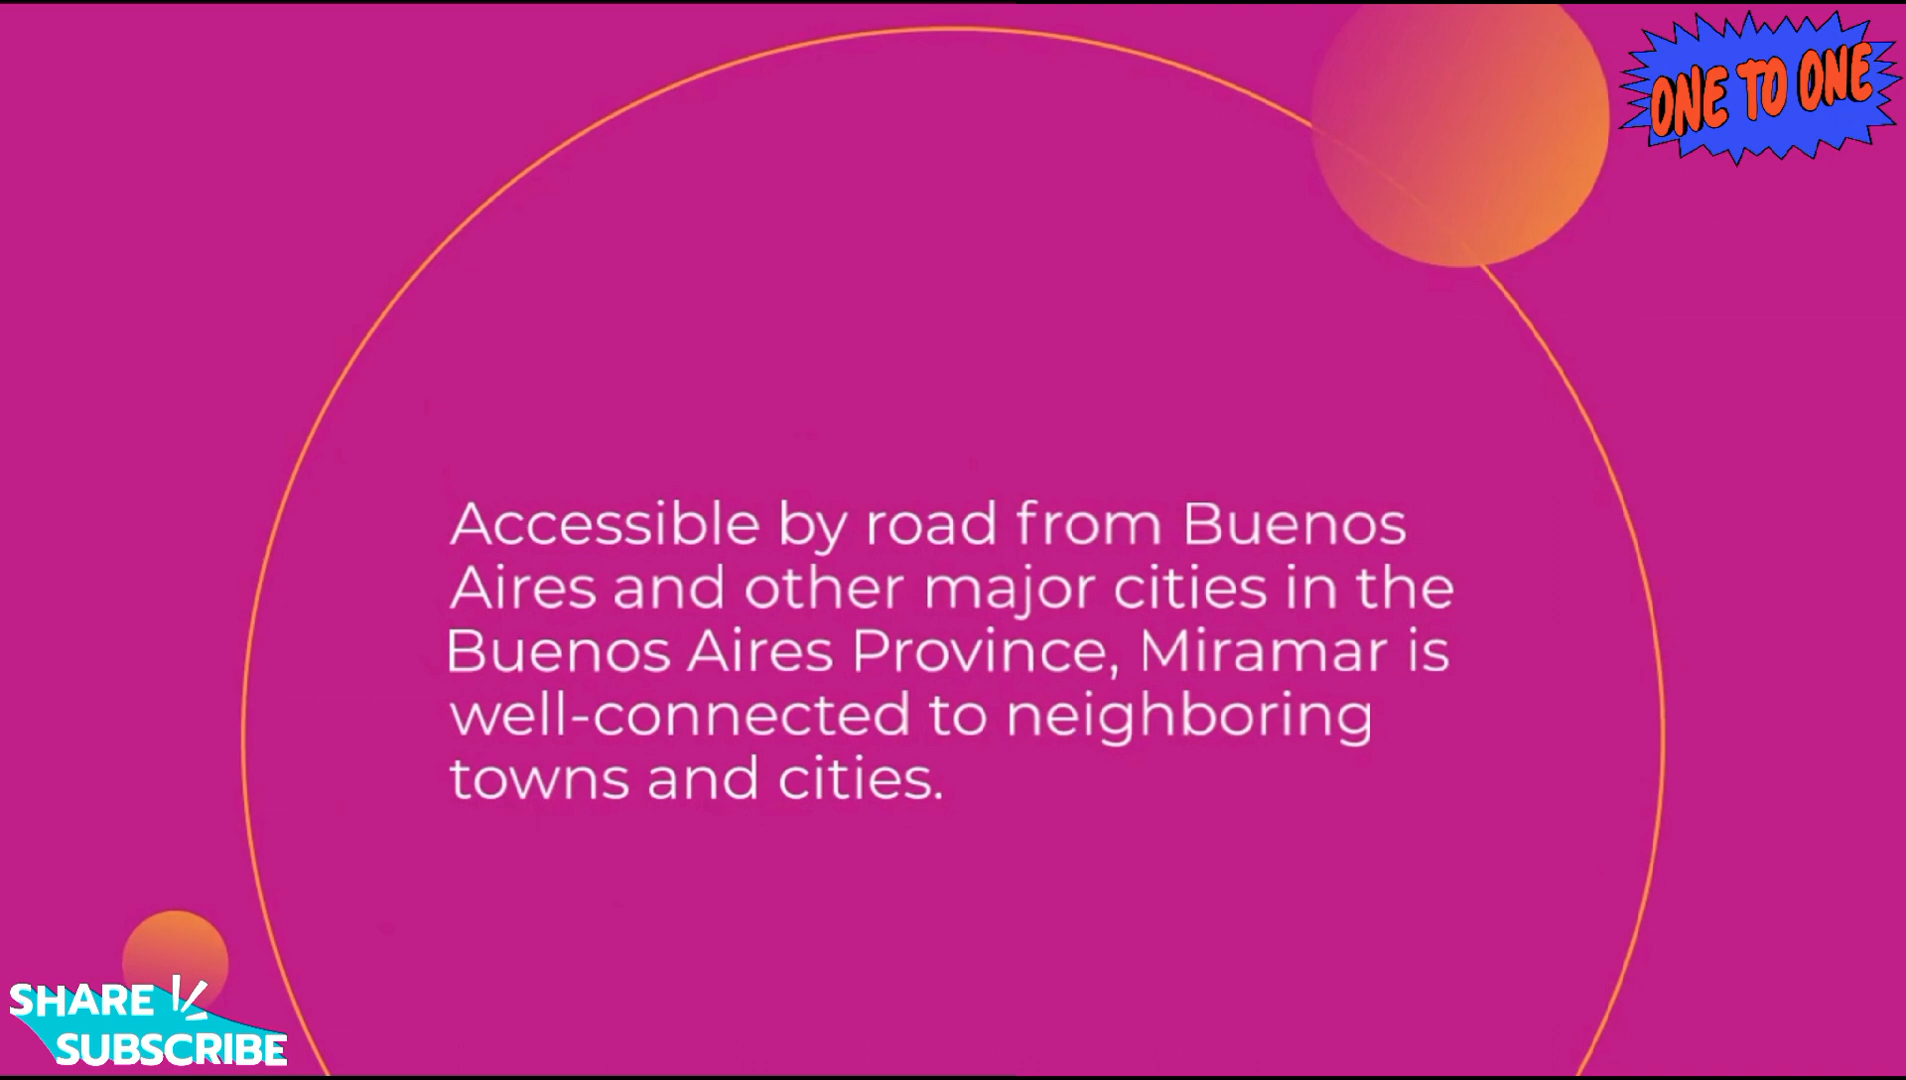 ONE TO ONE
Accessible by road from Buenos
Aires and other major cities in the
Buenos Aires Province, Miramar is
well-connected to neighboring
towns and cities.
SHARE
SUBSCRIBE